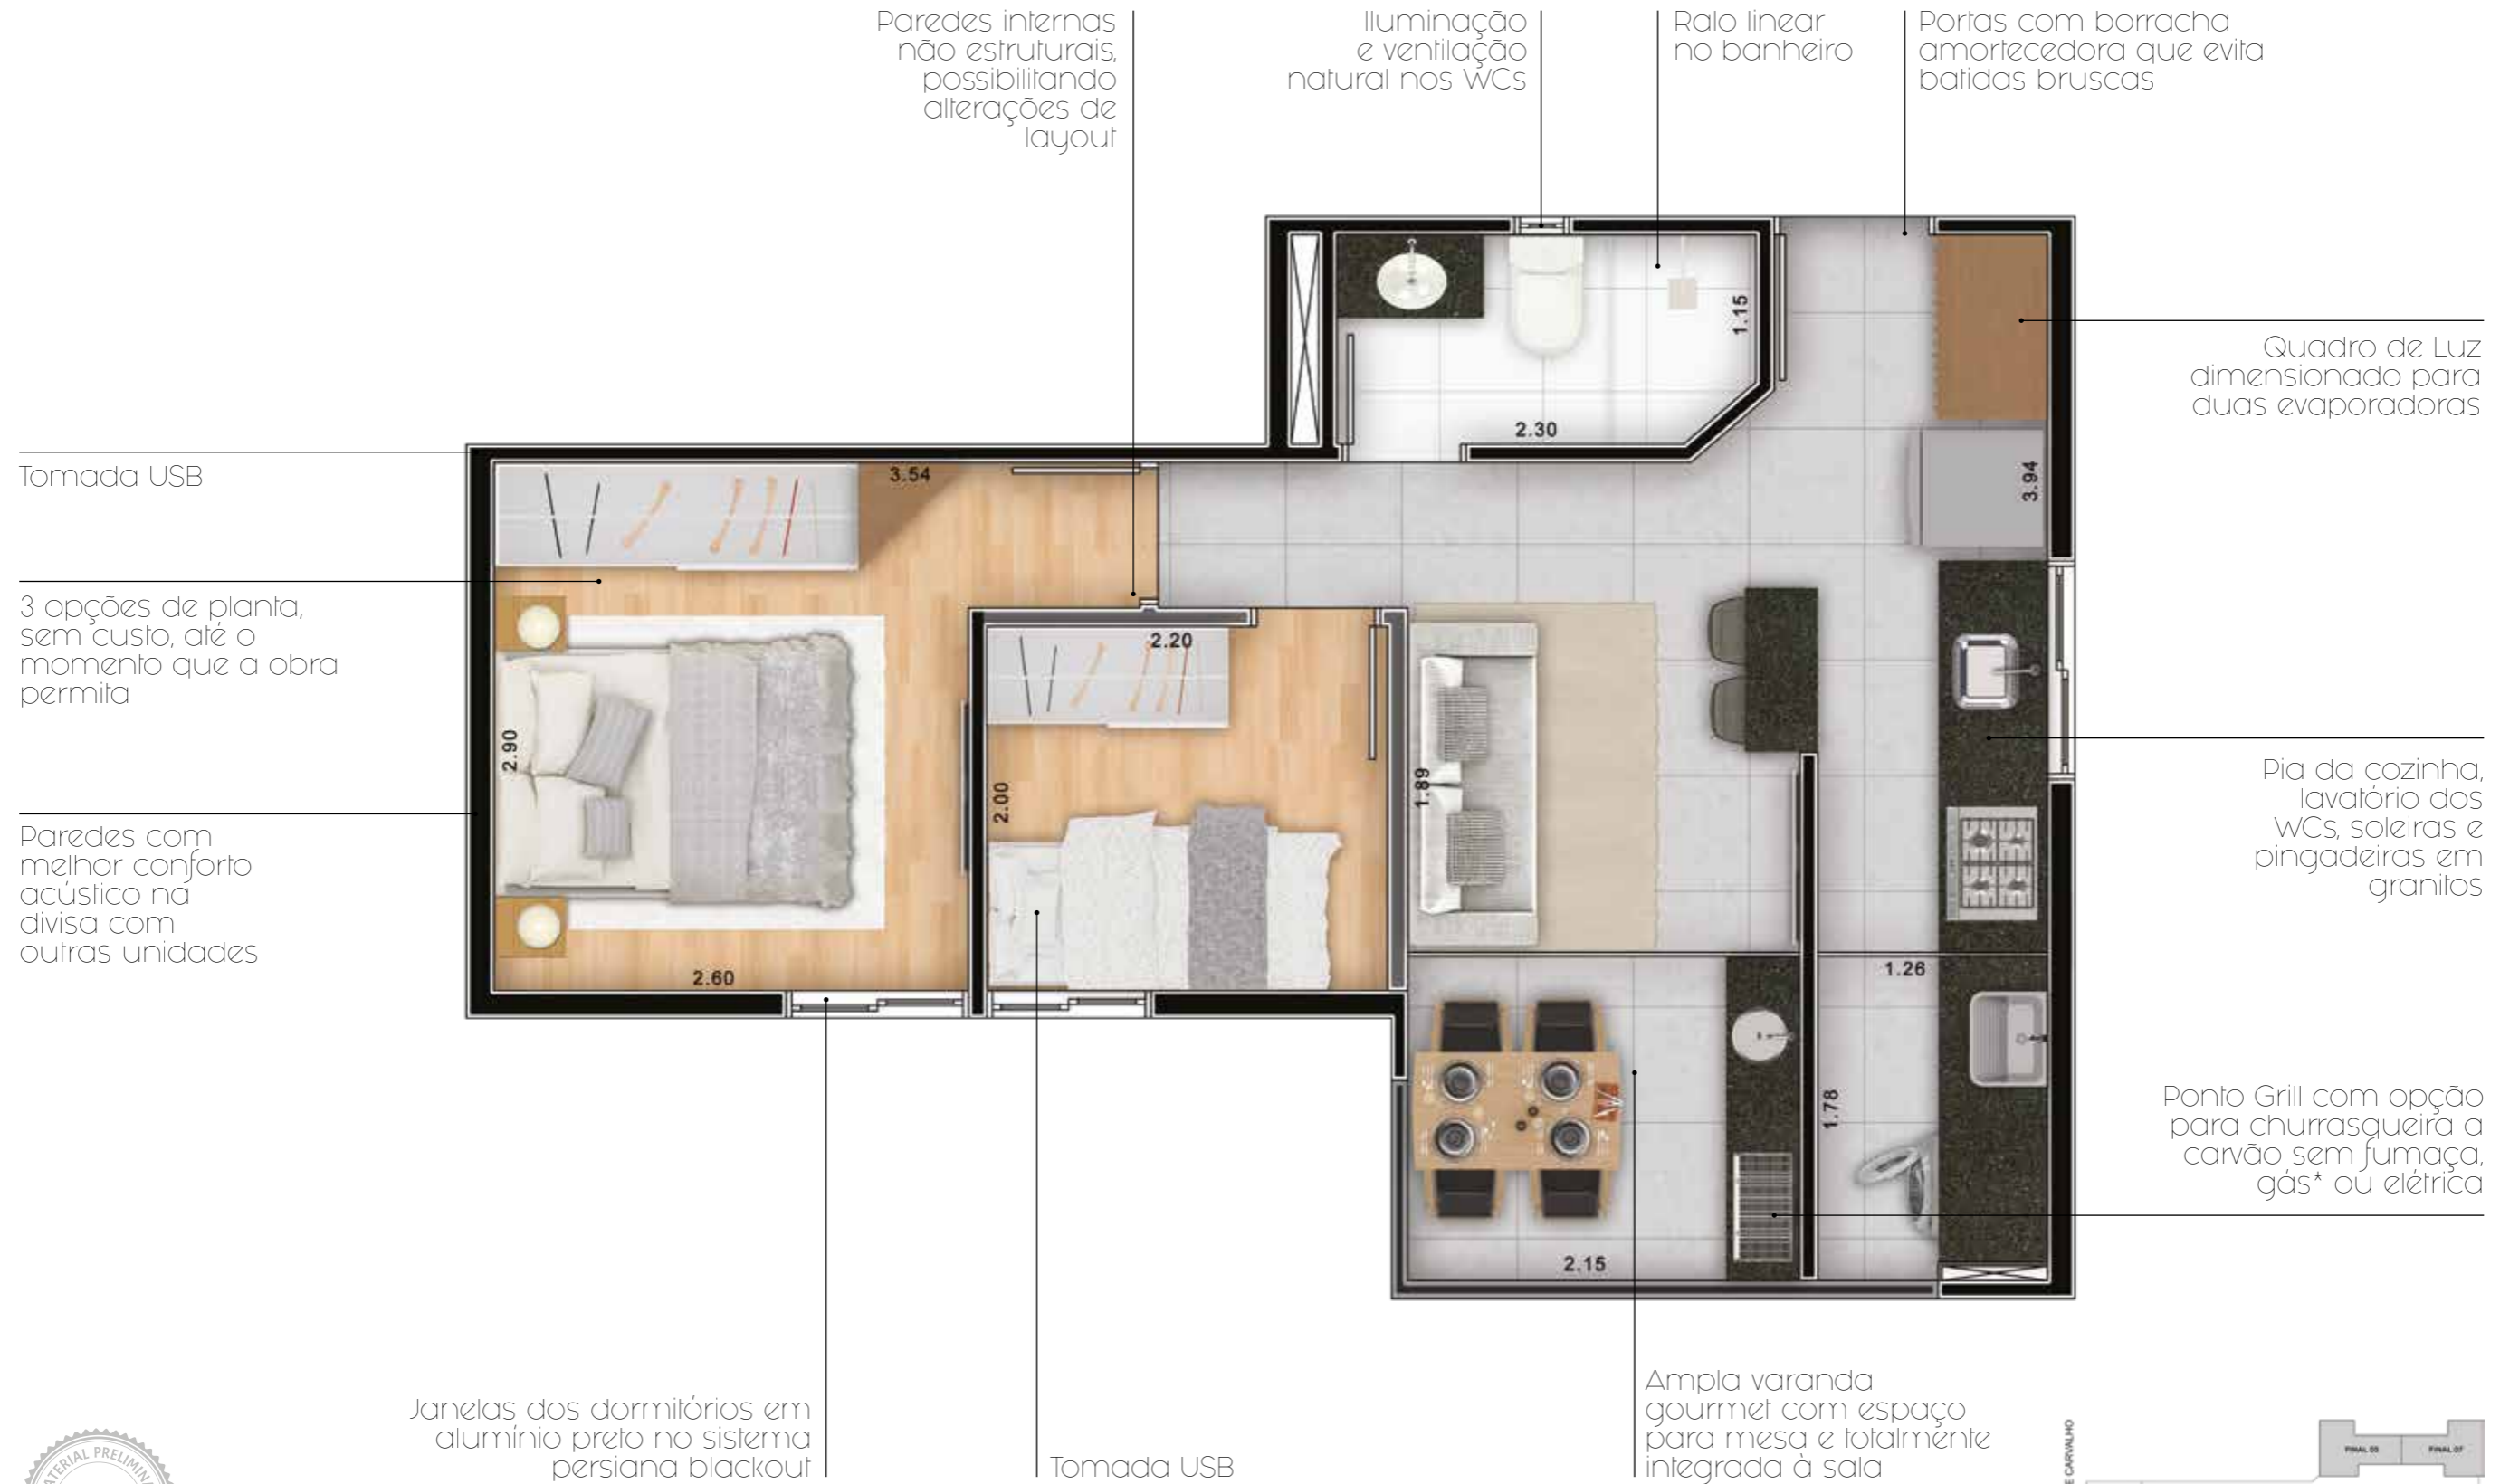 Paredes internas
não estruturais,
possibilitando
alterações de
layout
Iluminação
e ventilação
natural nos WCs
Ralo linear
no banheiro
Portas com borracha
amortecedora que evita
batidas bruscas
Quadro de Luz
dimensionado para
duas evaporadoras
Tomada USB
3 opções de planta,
sem custo, até o
momento que a obra
permita
Paredes com
melhor conforto
acústico na
divisa com
outras unidades
1.15
2.30
3.54
3.94
2.20
2.90
2.00
1.89
2.60
1.26
1.78
2.15
Pia da cozinha,
lavatório dos
WCs, soleiras e
pingadeiras em
granitos
Ponto Grill com opção
para churrasqueira a
carvão sem fumaça,
gás* ou elétrica
Janelas dos dormitórios em
alumínio preto no sistema
persiana blackout
Tomada USB
Ampla varanda
gourmet com espaço
para mesa e totalmente
integrada à sala
E CARVALHO
FINAL 05
FINAL 07